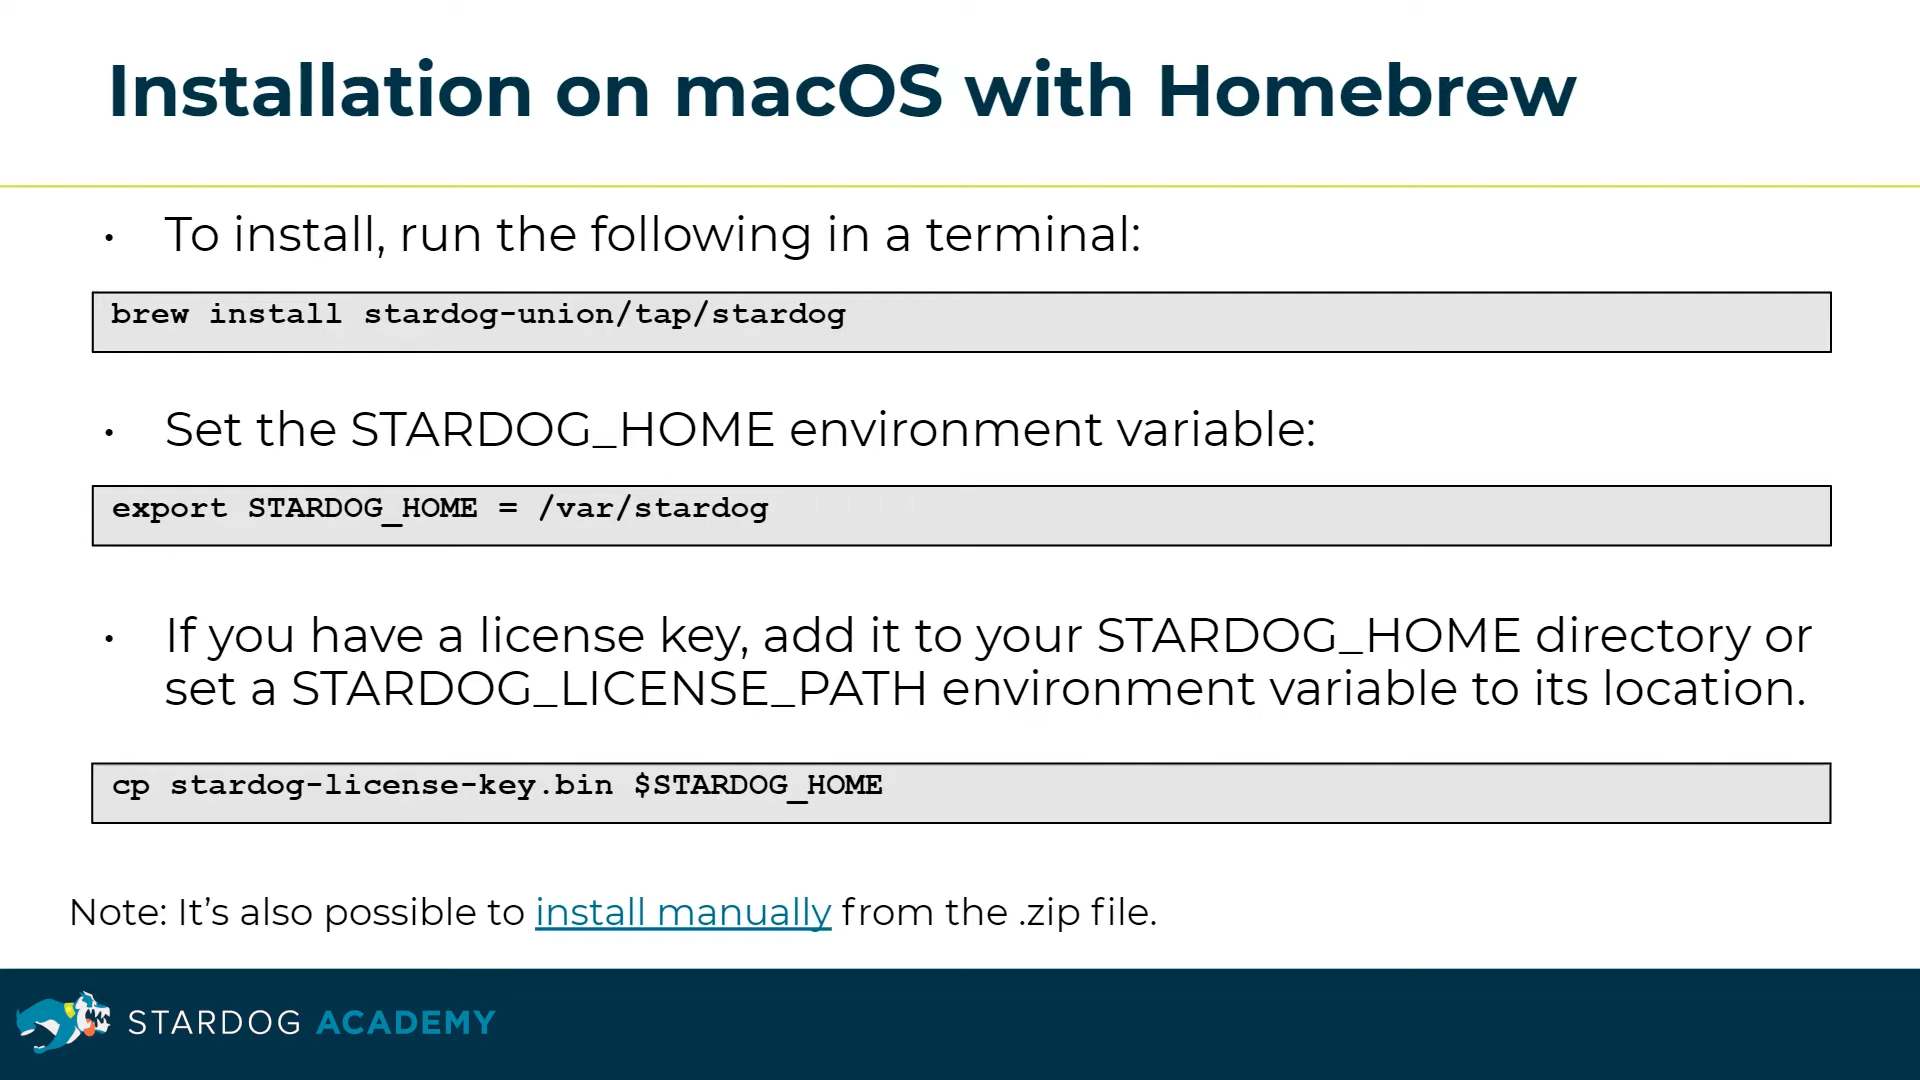 Installation on macOS with Homebrew
• To install, run the following in a terminal:
brew install stardog-union/tap/stardog
• Set the STARDOG_HOME environment variable:
export STARDOG_HOME = /var/stardog
• If you have a license key, add it to your STARDOG_HOME directory or
set a STARDOG_LICENSE_PATH environment variable to its location.
cp stardog-license-key.bin $STARDOG_HOME
Note: It’s also possible to install manually from the .zip file.
STARDOG ACADEMY